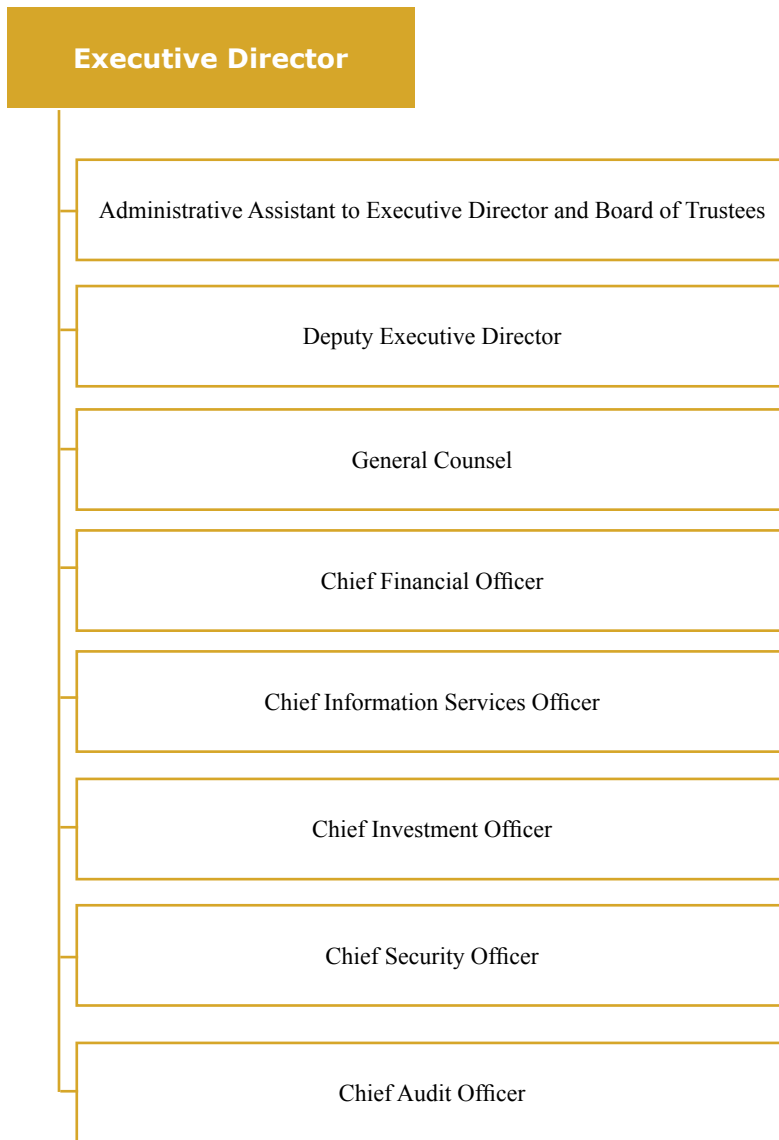 Executive Director
Administrative Assistant to Executive Director and Board of Trustees
Deputy Executive Director
General Counsel
Chief Financial Officer
Chief Information Services Officer
Chief Investment Officer
Chief Security Officer
Chief Audit Officer